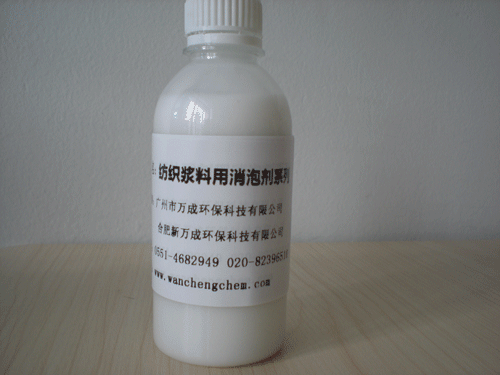 ：纺织浆料用消泡剂系列
广州市万成环保科技有限公司
合肥新万成环保科技有限公司
0551-4682949 020-8239651
www.wanchengchem.com